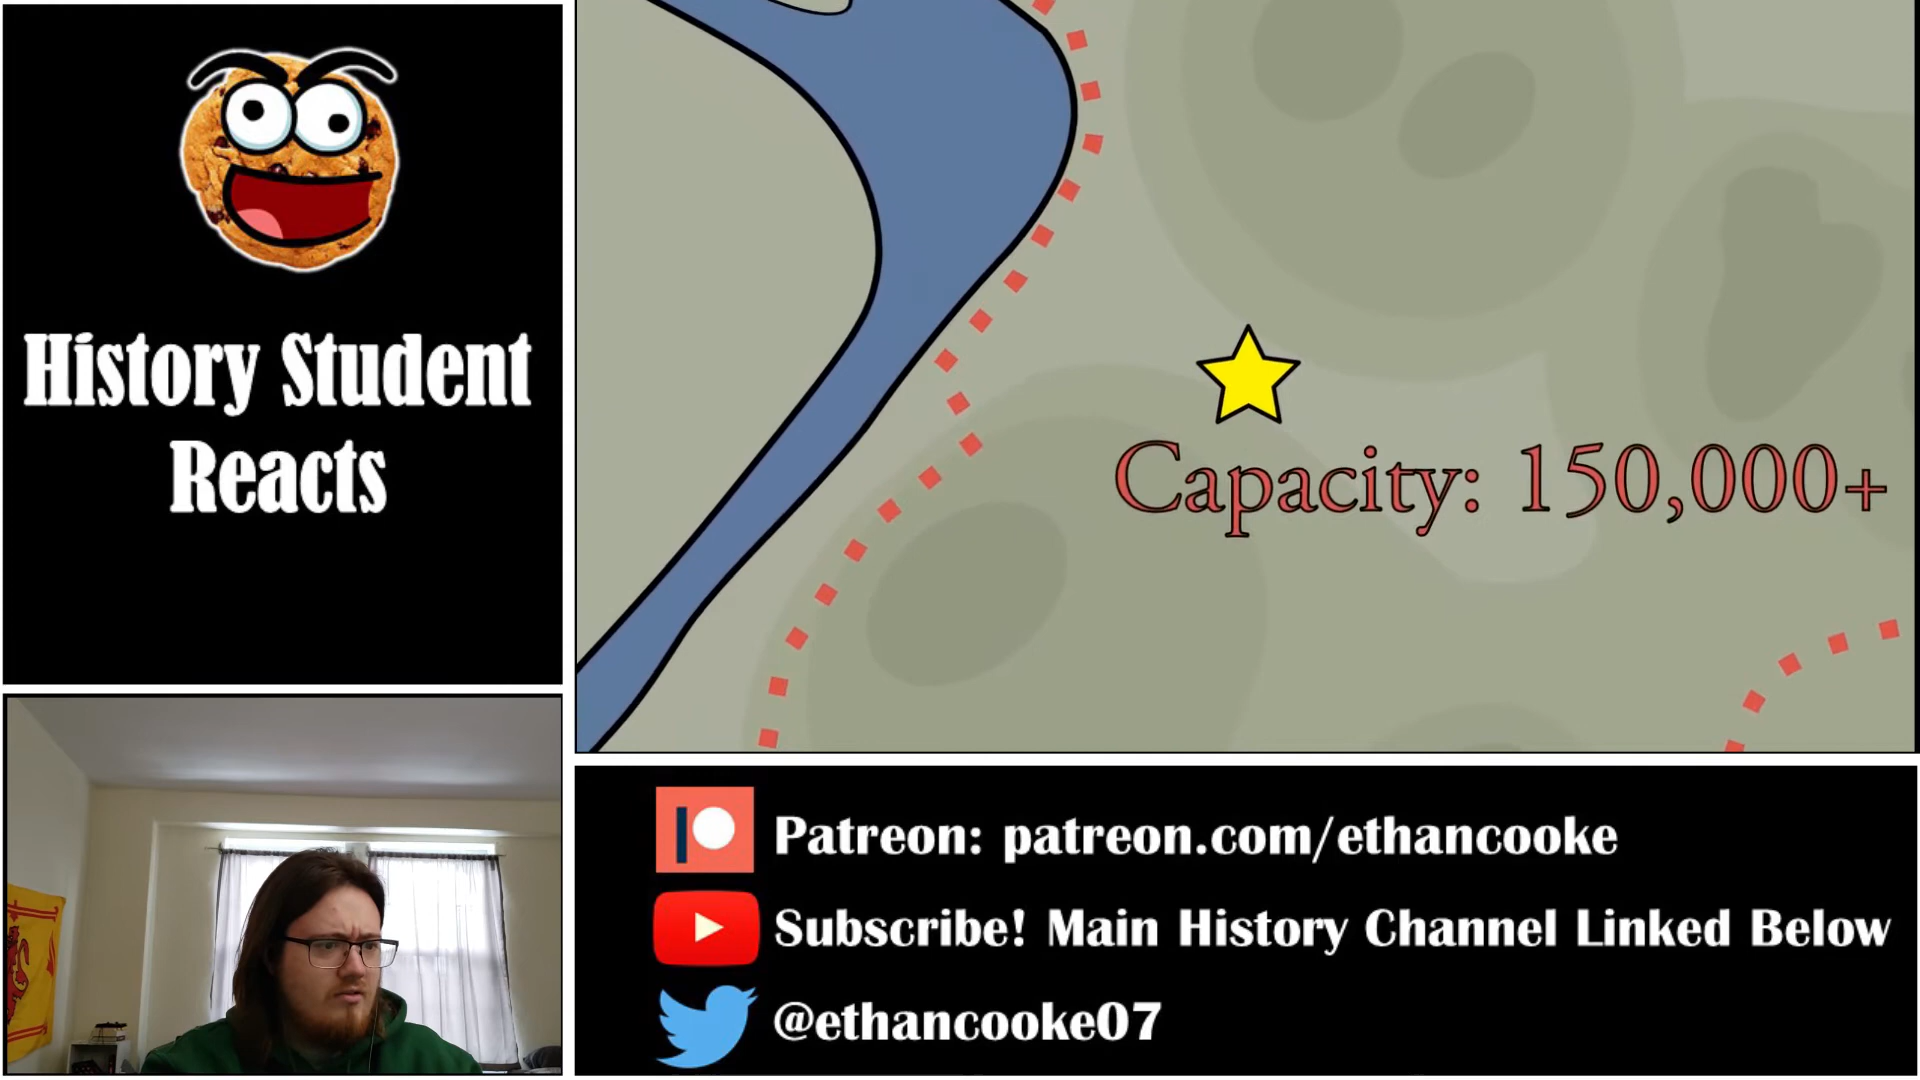 History Student
Reacts
Capacity: 150,000+
Patreon: patreon.com/ethancooke
Subscribe! Main History Channel Linked Below
@ethancooke07